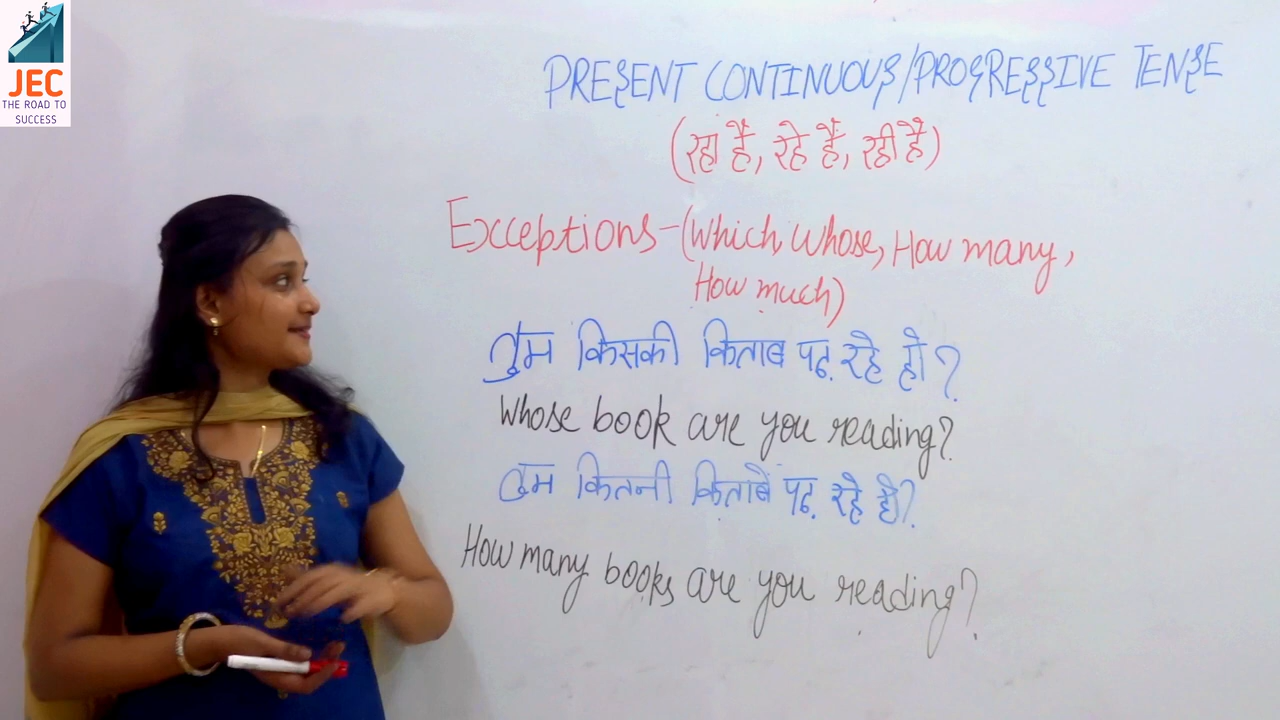 JEC
THE ROAD TO
SUCCESS
PRESENT CONTINUOUS/PROGRESSIVE TENSE
(रहा है, रहे हैं, रही है)
Exceptions-(Which, Whose, How many,
How much)
तुम किसकी किताब पढ़ रहे हो?
Whose book are you reading?
तुम कितनी किताबें पढ़ रहे हो?
How many books are you reading?